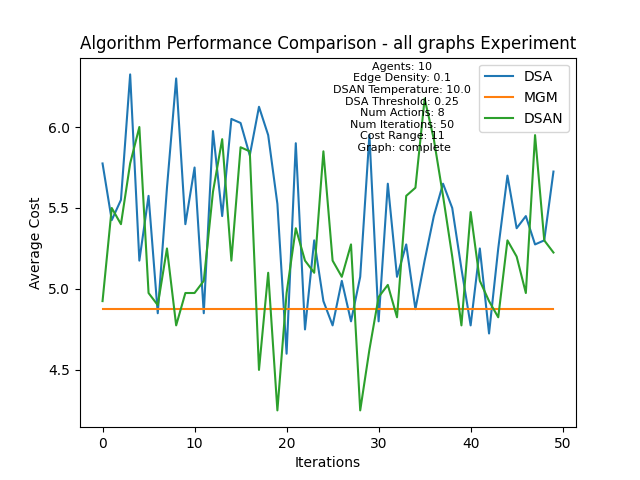 Algorithm Performance Comparison - all graphs Experiment
Agents: 10
Edge Density: 0.1
DSAN Temperature: 10.0
DSA Threshold: 0.25
Num Actions: 8
Num Iterations: 50
Cost Range: 11
Graph: complete
DSA
MGM
DSAN
Average Cost
6.0
5.5
5.0
4.5
0
10
20
30
40
50
Iterations